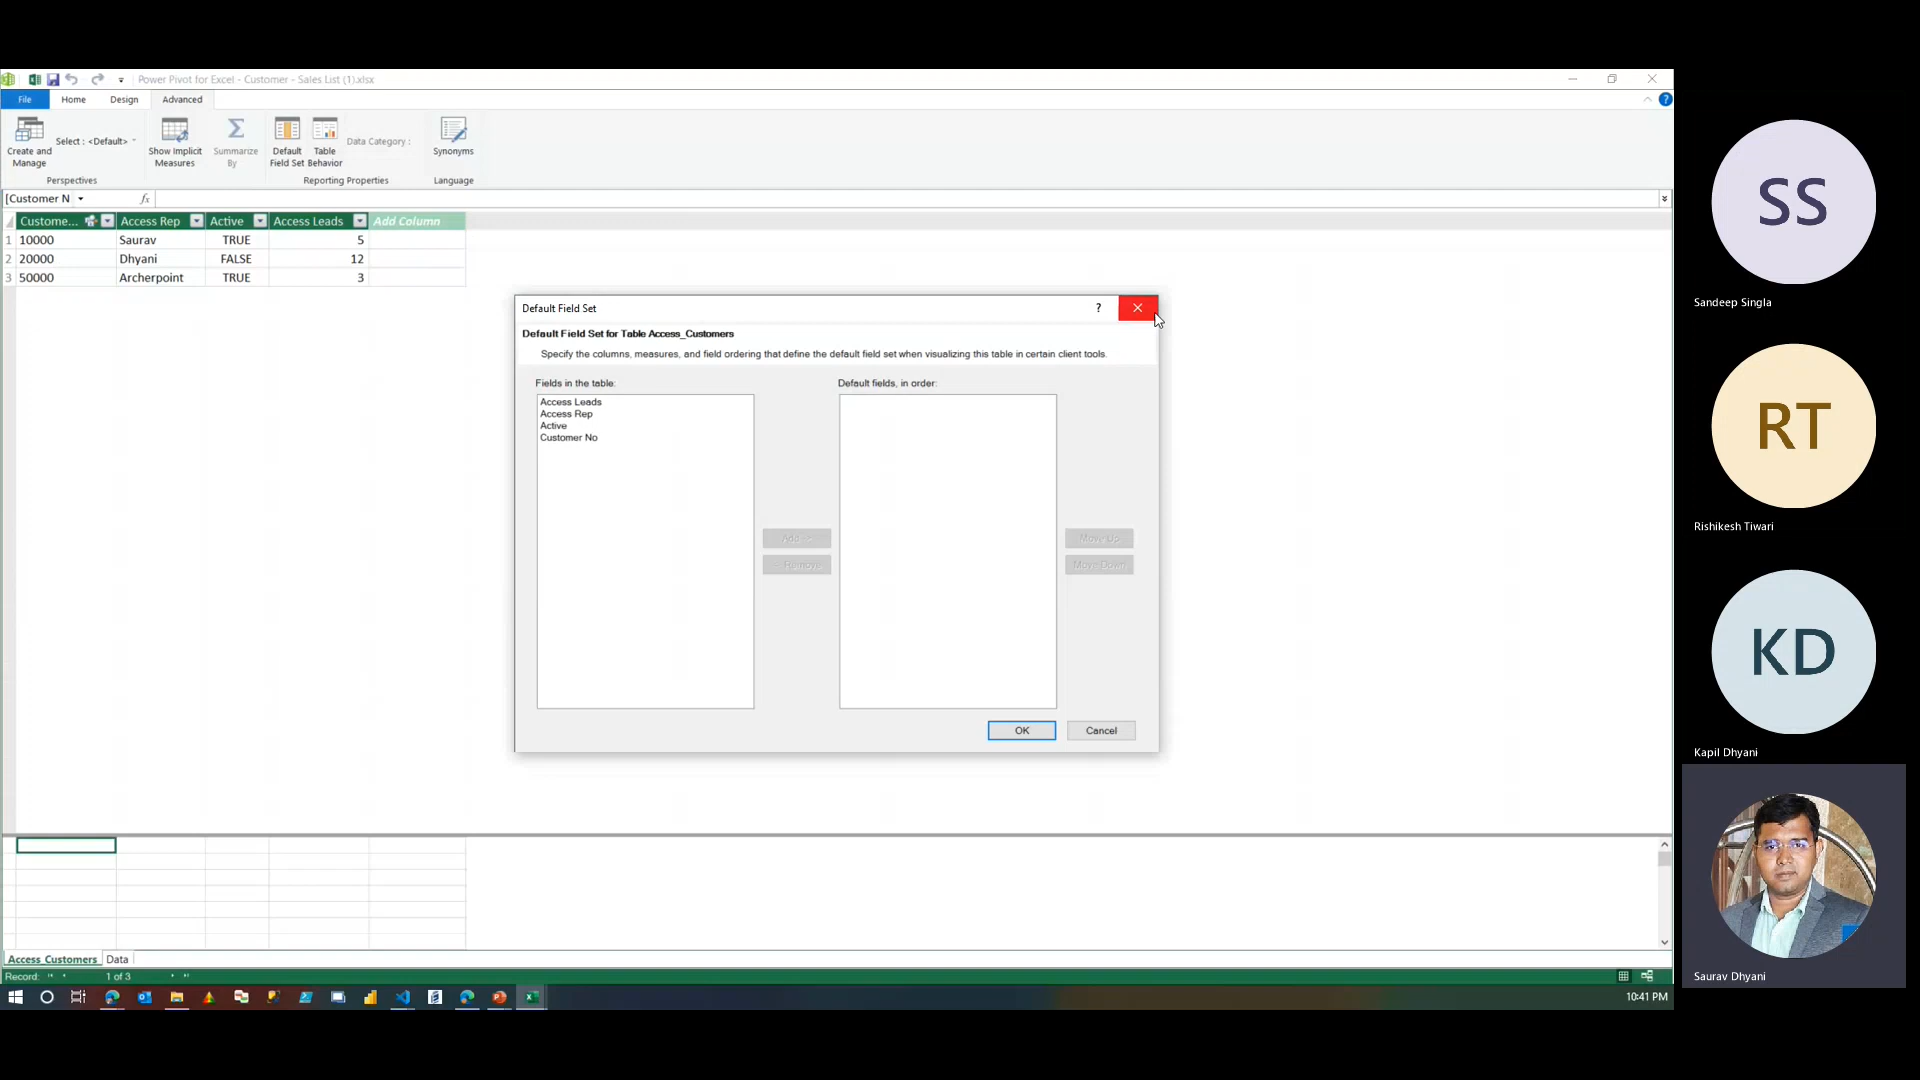 Power Pivot for Excel - Customer - Sales List (1).xlsx
File Home Design Advanced
Create and Manage
Select : <Default>
Show Implicit Measures
Summarize By
Default Field Set
Table Behavior
Data Category :
Synonyms
Perspectives
Reporting Properties
Language
[Customer N
fx
Custome... Access Rep Active Access Leads Add Column
1 10000 Saurav TRUE 5
2 20000 Dhyani FALSE 12
3 50000 Archerpoint TRUE 3
Default Field Set
?
Default Field Set for Table Access_Customers
Specify the columns, measures, and field ordering that define the default field set when visualizing this table in certain client tools.
Fields in the table:
Access Leads
Access Rep
Active
Customer No
Default fields, in order:
Add ->
<- Remove
Move Up
Move Down
OK
Cancel
Access_Customers Data
Record: 1 of 3
10:41 PM
SS
Sandeep Singla
RT
Rishikesh Tiwari
KD
Kapil Dhyani
Saurav Dhyani